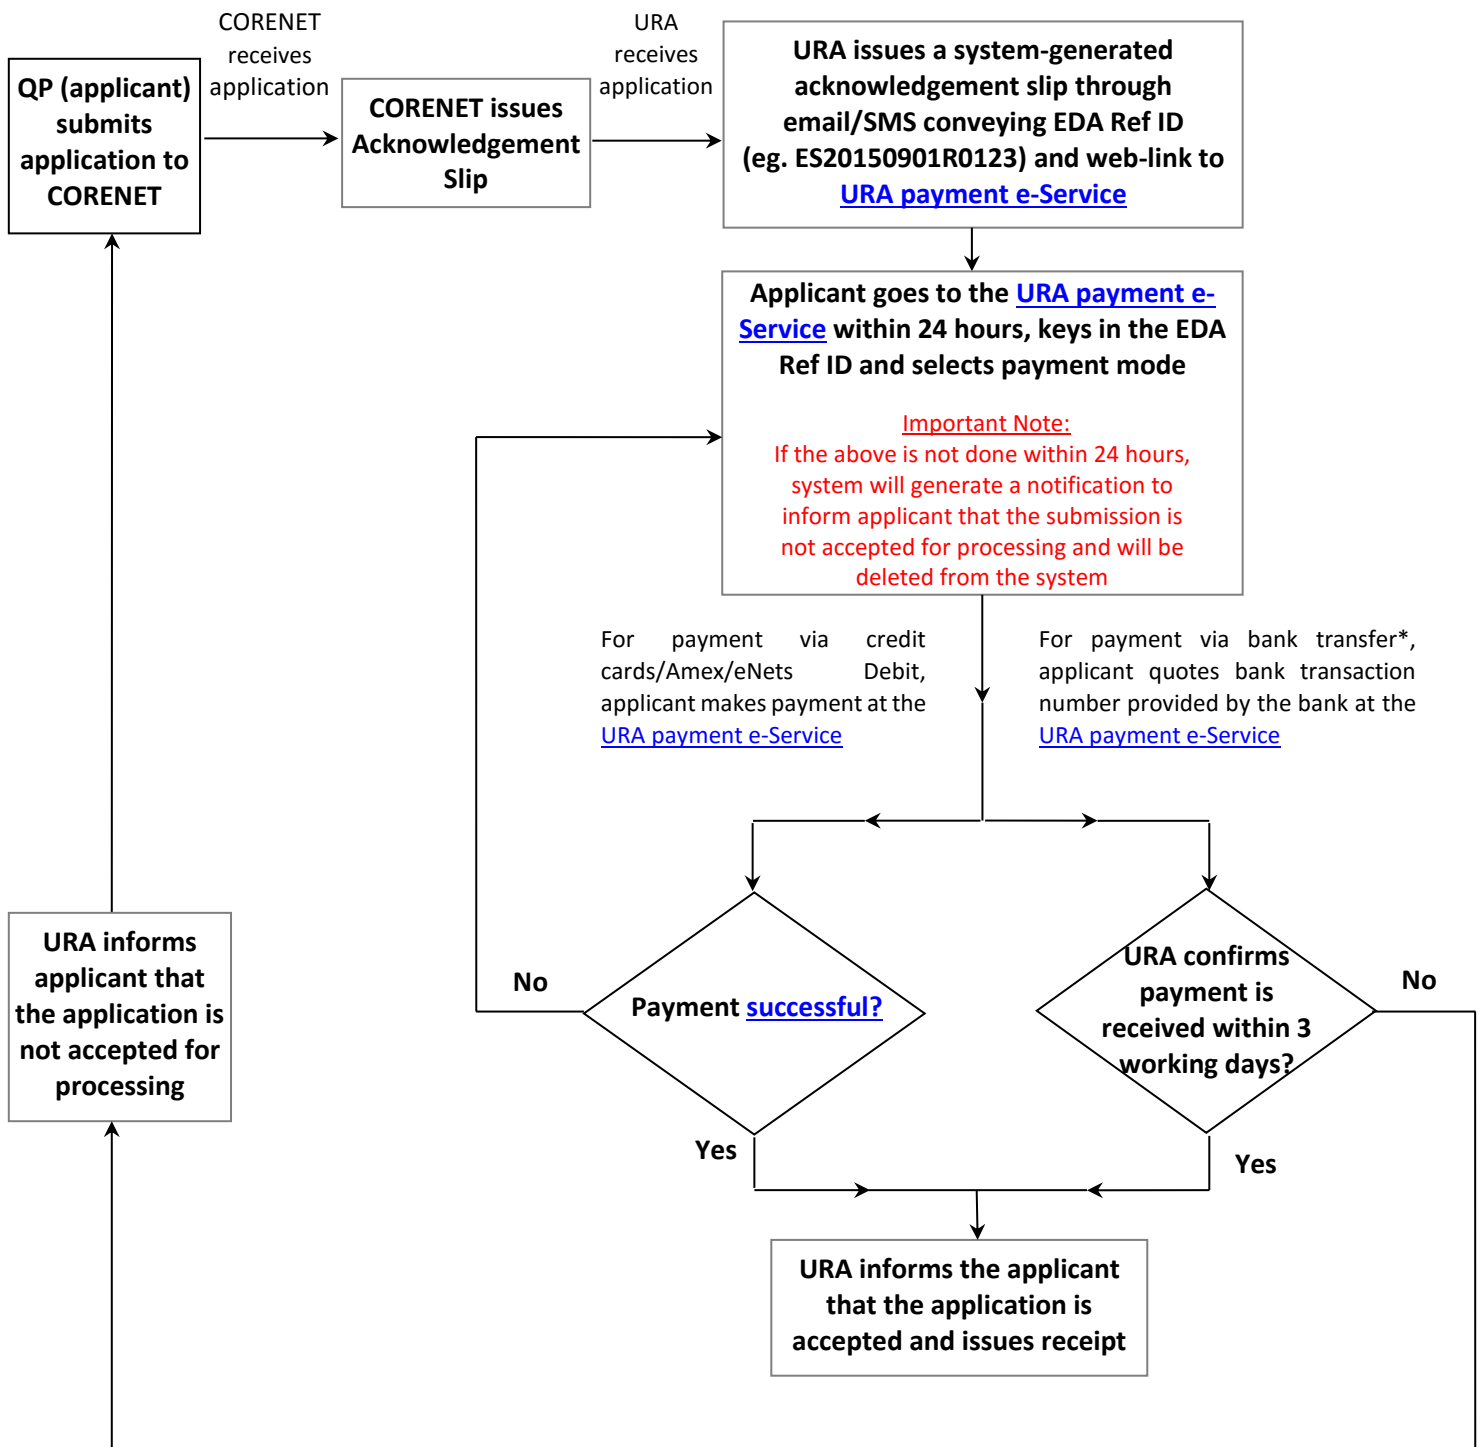 CORENET
receives
application
URA
receives
application
QP (applicant)
submits
application to
CORENET
CORENET issues
Acknowledgement
Slip
URA issues a system-generated
acknowledgement slip through
email/SMS conveying EDA Ref ID
(eg. ES20150901R0123) and web-link to
URA payment e-Service
Applicant goes to the URA payment e-
Service within 24 hours, keys in the EDA
Ref ID and selects payment mode
Important Note:
If the above is not done within 24 hours,
system will generate a notification to
inform applicant that the submission is
not accepted for processing and will be
deleted from the system
For payment via credit
cards/Amex/eNets Debit,
applicant makes payment at the
URA payment e-Service
For payment via bank transfer*,
applicant quotes bank transaction
number provided by the bank at the
URA payment e-Service
URA informs
applicant that
the application is
not accepted for
processing
No
Payment successful?
URA confirms
payment is
received within 3
working days?
No
Yes
Yes
URA informs the applicant
that the application is
accepted and issues receipt